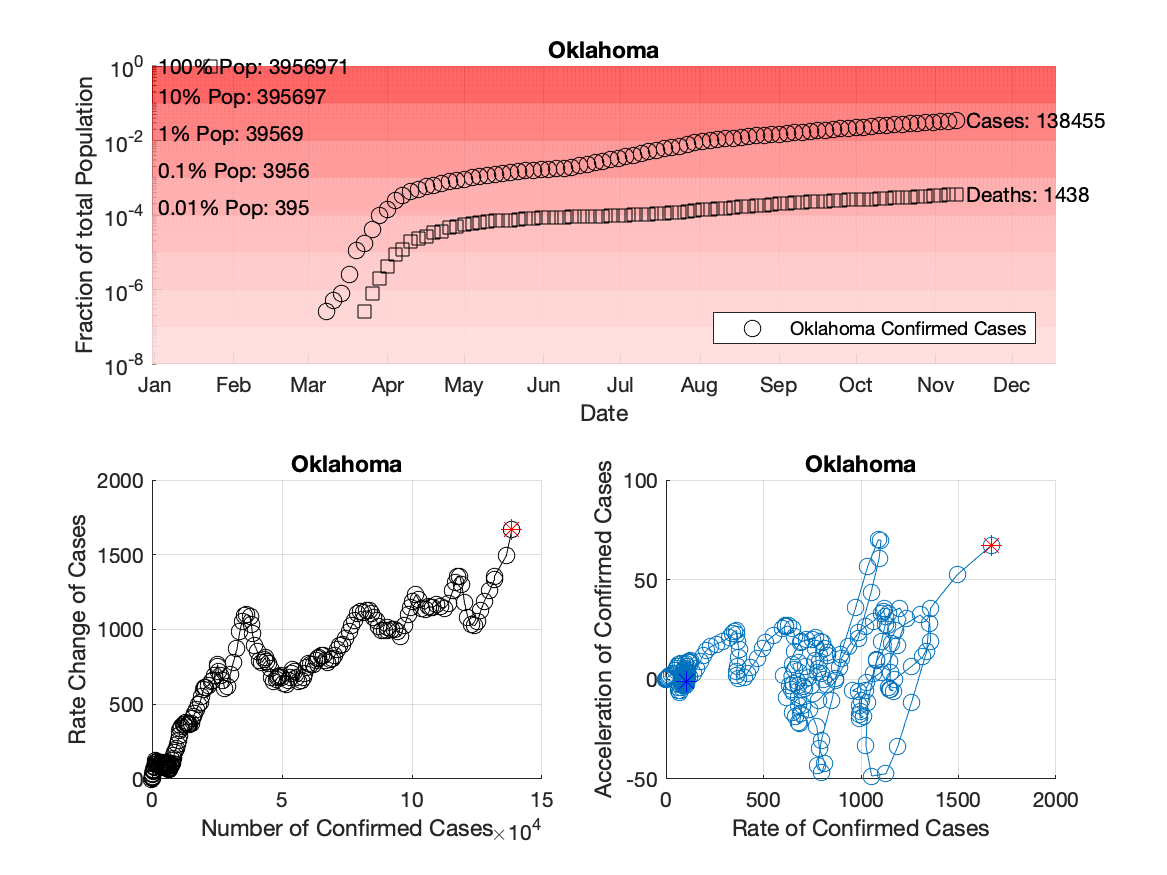 Oklahoma
100% Pop: 3956971
10% Pop: 395697
1% Pop: 39569
0.1% Pop: 3956
0.01% Pop: 395
Cases: 138455
Deaths: 1438
Oklahoma Confirmed Cases
Fraction of total Population
10^0
10^-2
10^-4
10^-6
10^-8
Jan Feb Mar Apr May Jun Jul Aug Sep Oct Nov Dec
Date
Oklahoma
Rate Change of Cases
2000
1500
1000
500
0
0 5 10 15
Number of Confirmed Cases ×10^4
Oklahoma
Acceleration of Confirmed Cases
100
50
0
-50
0 500 1000 1500 2000
Rate of Confirmed Cases